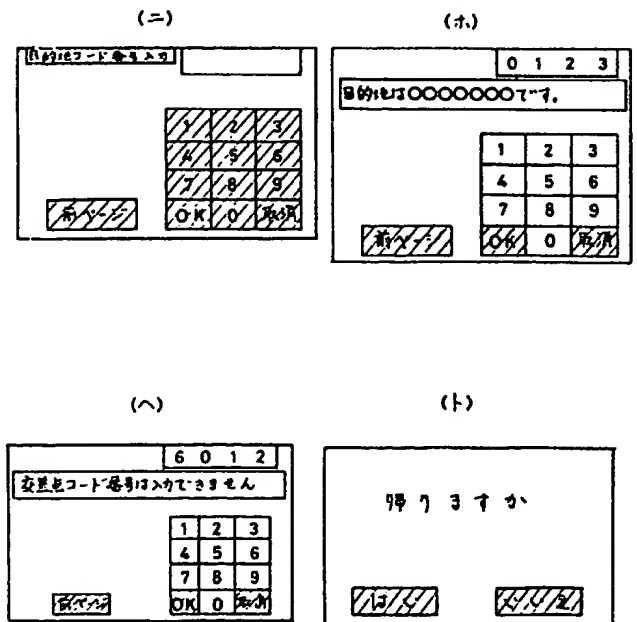 (ニ)
目的地コード番号入力
1 2 3
4 5 6
7 8 9
前ページ OK 0 取消
(ホ)
0 1 2 3
目的地は○○○○○○○です。
1 2 3
4 5 6
7 8 9
前ページ OK 0 取消
(ヘ)
6 0 1 2
交差点コード番号は入力できません
1 2 3
4 5 6
7 8 9
前ページ OK 0 取消
(ト)
帰りますか
はい いいえ